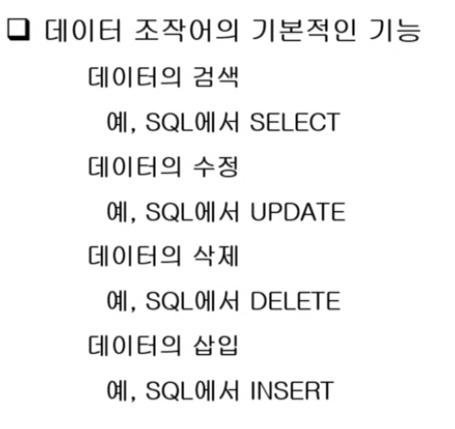 ❑ 데이터 조작어의 기본적인 기능
데이터의 검색
예, SQL에서 SELECT
데이터의 수정
예, SQL에서 UPDATE
데이터의 삭제
예, SQL에서 DELETE
데이터의 삽입
예, SQL에서 INSERT